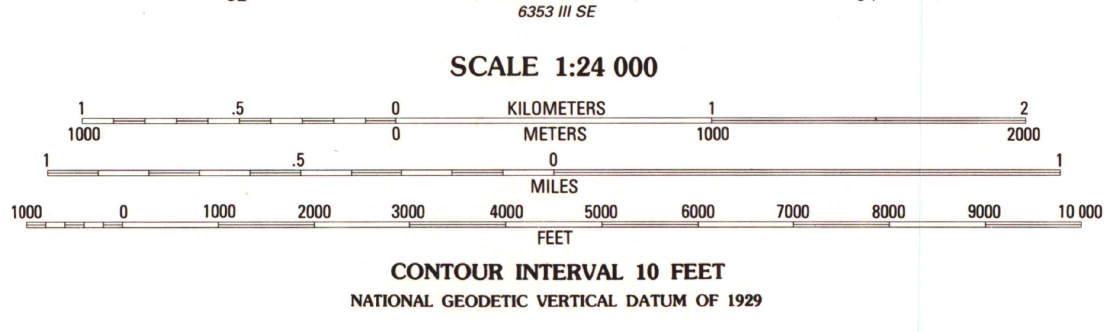 6353 III SE
SCALE 1:24 000
1 .5 0 KILOMETERS 1 2
1000 0 METERS 1000 2000
1 .5 0 1
MILES
1000 0 1000 2000 3000 4000 5000 6000 7000 8000 9000 10 000
FEET
CONTOUR INTERVAL 10 FEET
NATIONAL GEODETIC VERTICAL DATUM OF 1929